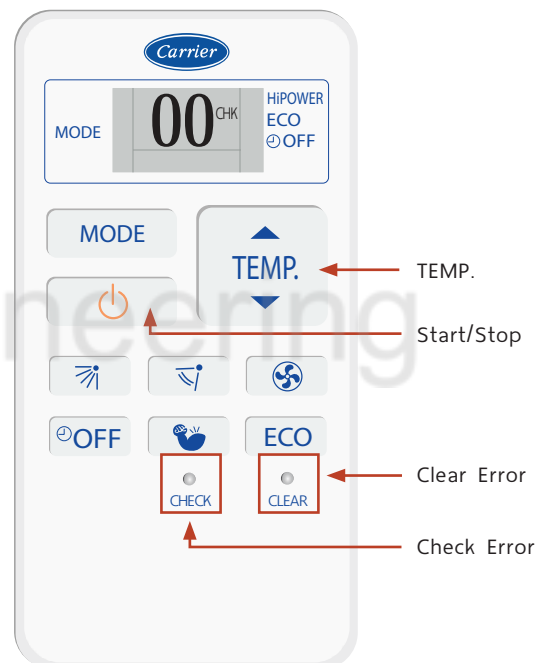 Carrier
MODE
00 CHK
HiPOWER
ECO
OFF
MODE
TEMP.
TEMP.
Start/Stop
neering
OFF
ECO
CHECK
CLEAR
Clear Error
Check Error